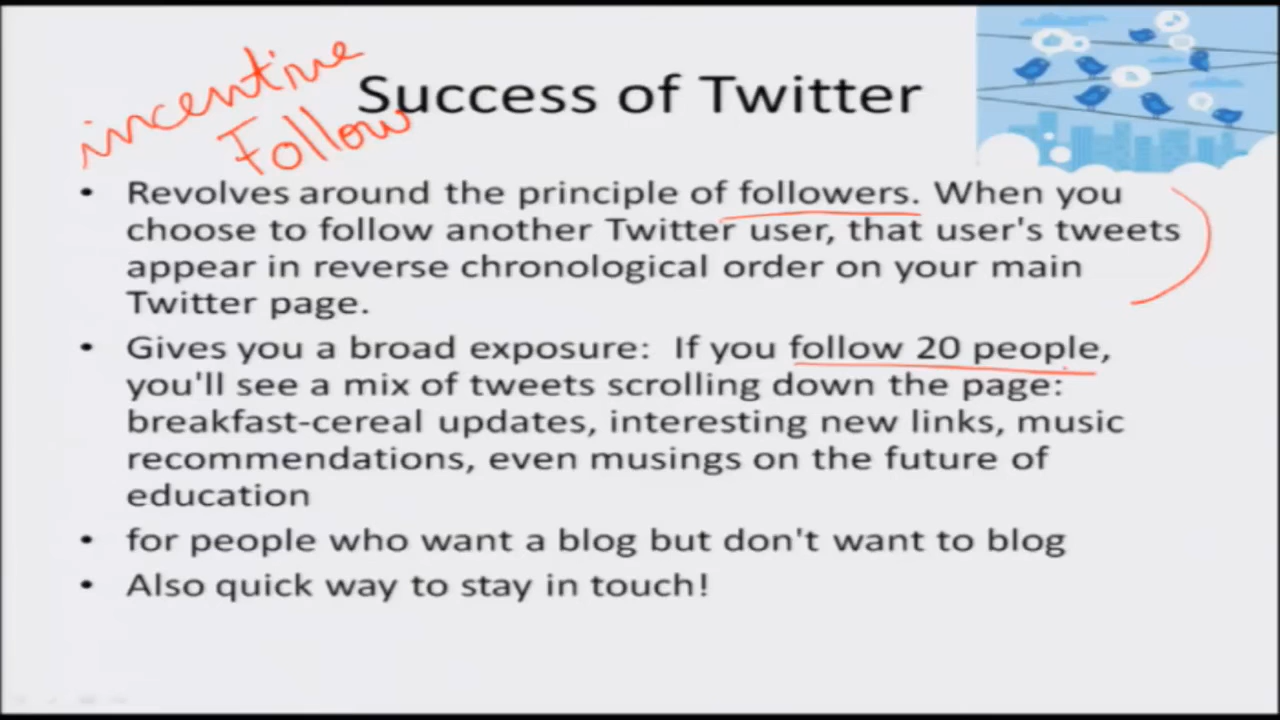 incentive
Follow
Success of Twitter
• Revolves around the principle of followers. When you
choose to follow another Twitter user, that user's tweets
appear in reverse chronological order on your main
Twitter page.
• Gives you a broad exposure: If you follow 20 people,
you'll see a mix of tweets scrolling down the page:
breakfast-cereal updates, interesting new links, music
recommendations, even musings on the future of
education
• for people who want a blog but don't want to blog
• Also quick way to stay in touch!